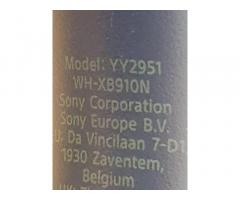 Model: YY2951
WH-XB910N
Sony Corporation
Sony Europe B.V.
Da Vincilaan 7-D1
1930 Zaventem,
Belgium